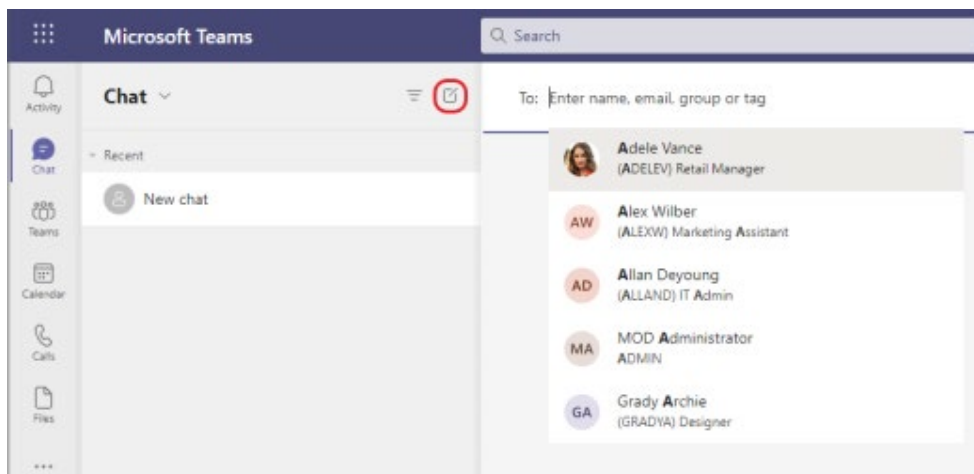 Microsoft Teams
Search
Activity
Chat
Teams
Calendar
Calls
Files
Chat
Recent
New chat
To: Enter name, email, group or tag
Adele Vance
(ADELEV) Retail Manager
AW
Alex Wilber
(ALEXW) Marketing Assistant
AD
Allan Deyoung
(ALLAND) IT Admin
MA
MOD Administrator
ADMIN
GA
Grady Archie
(GRADYA) Designer